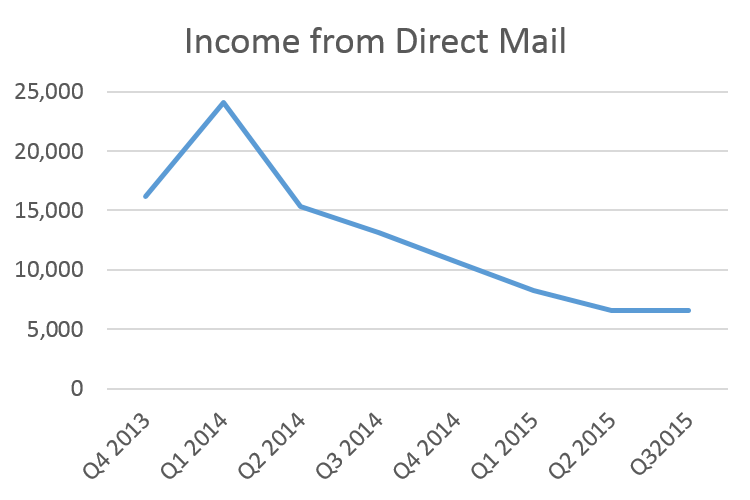 Income from Direct Mail
25,000
20,000
15,000
10,000
5,000
0
Q4 2013
Q1 2014
Q2 2014
Q3 2014
Q4 2014
Q1 2015
Q2 2015
Q32015